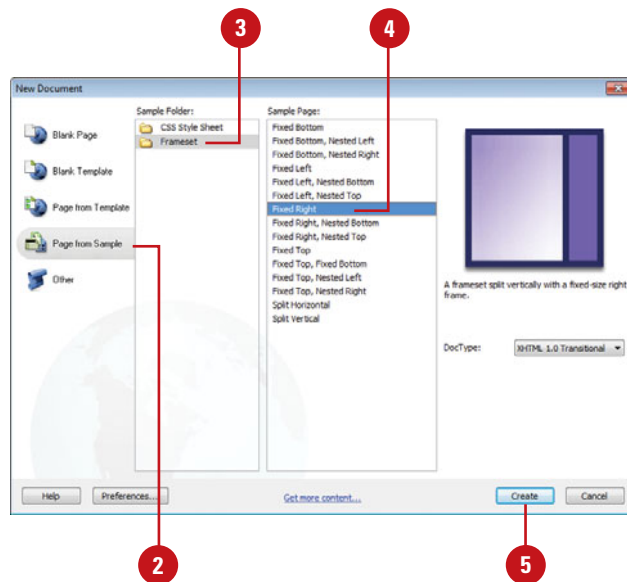 3
4
New Document
Sample Folder:
Sample Page:
Blank Page
Blank Template
Page from Template
Page from Sample
Other
CSS Style Sheet
Frameset
Fixed Bottom
Fixed Bottom, Nested Left
Fixed Bottom, Nested Right
Fixed Left
Fixed Left, Nested Bottom
Fixed Left, Nested Top
Fixed Right
Fixed Right, Nested Bottom
Fixed Right, Nested Top
Fixed Top
Fixed Top, Fixed Bottom
Fixed Top, Nested Left
Fixed Top, Nested Right
Split Horizontal
Split Vertical
A frameset split vertically with a fixed-size right
frame.
DocType:
XHTML 1.0 Transitional
Help
Preferences...
Get more content...
Create
Cancel
2
5